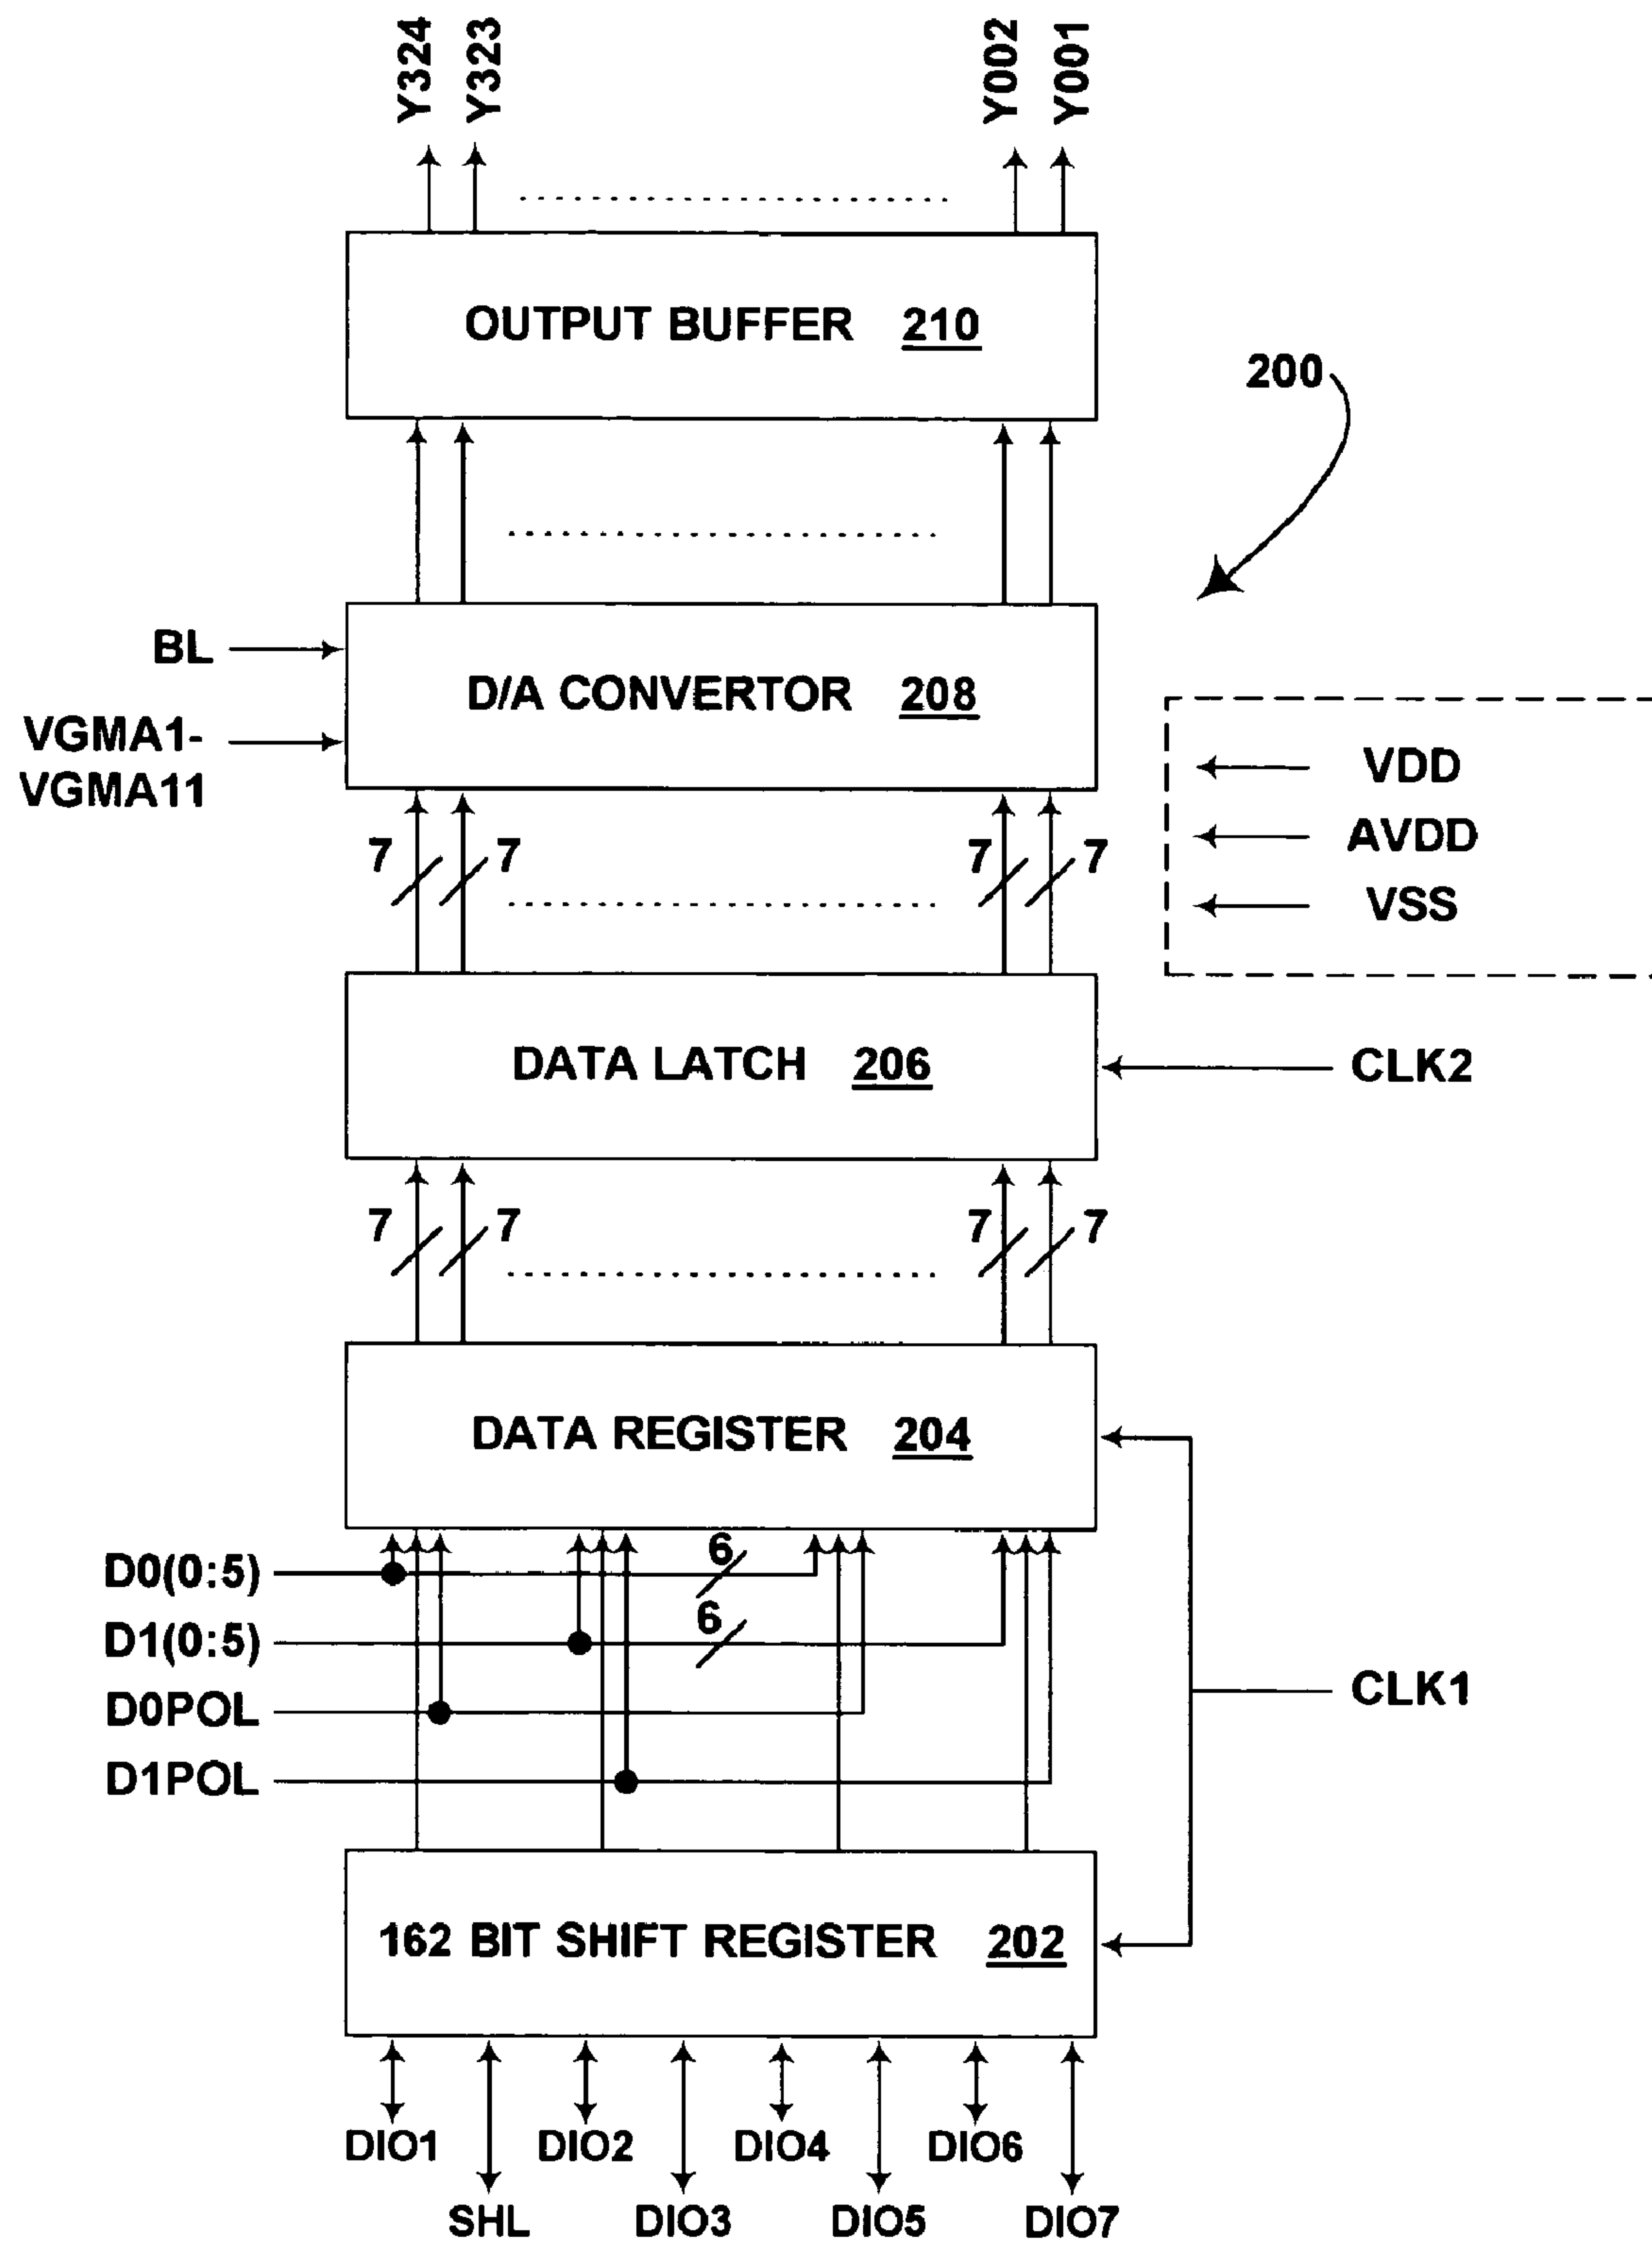 Y324
Y323
Y002
Y001
OUTPUT BUFFER 210
200
BL
D/A CONVERTOR 208
VGMA1-
VGMA11
VDD
AVDD
VSS
7 7 7 7
DATA LATCH 206
CLK2
7 7 7 7
DATA REGISTER 204
6
D0(0:5)
6
D1(0:5)
D0POL
CLK1
D1POL
162 BIT SHIFT REGISTER 202
DIO1 DIO2 DIO4 DIO6
SHL DIO3 DIO5 DIO7